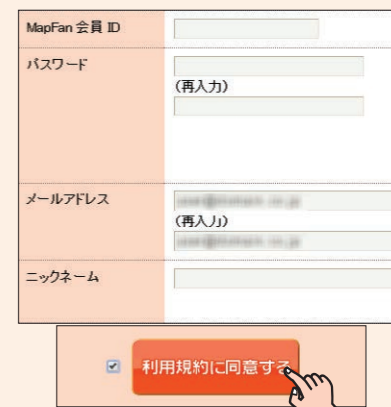 MapFan 会員 ID
パスワード
(再入力)
メールアドレス
(再入力)
ニックネーム
利用規約に同意する